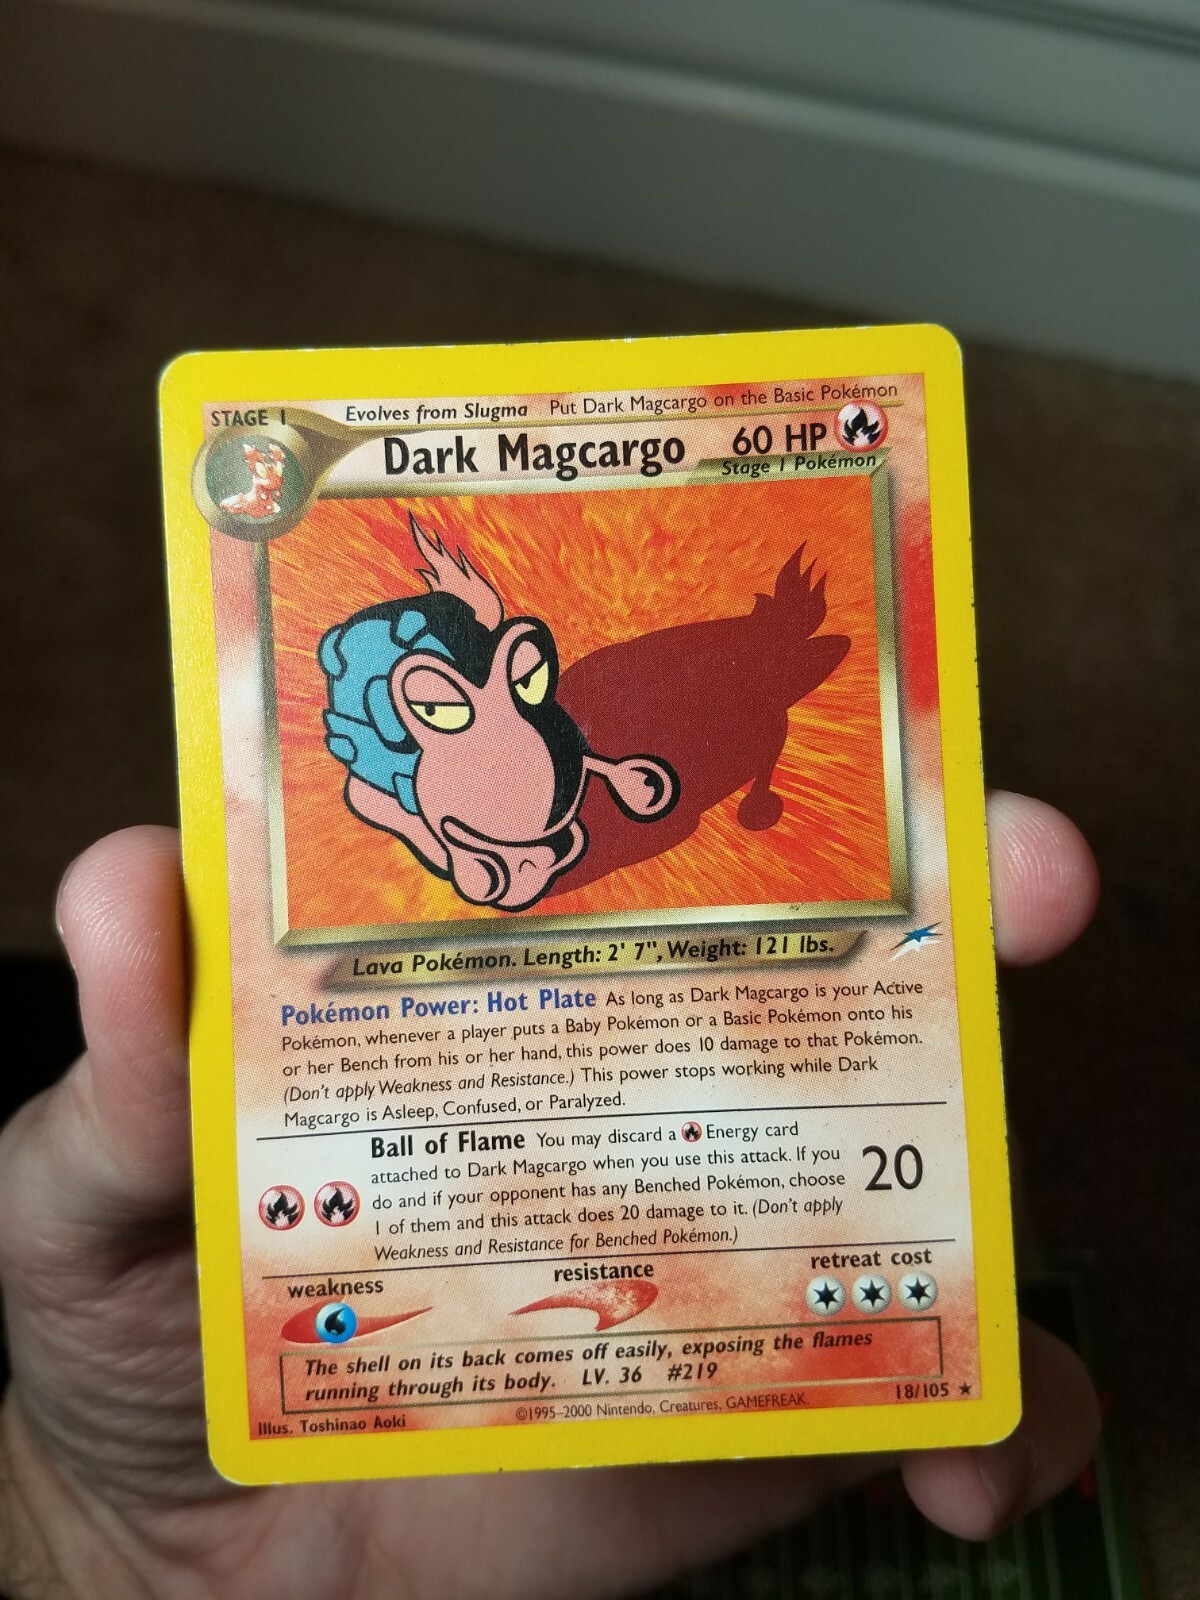 STAGE 1
Evolves from Slugma Put Dark Magcargo on the Basic Pokémon
Dark Magcargo 60 HP
Stage 1 Pokémon
Lava Pokémon. Length: 2' 7", Weight: 121 lbs.
Pokémon Power: Hot Plate As long as Dark Magcargo is your Active
Pokémon, whenever a player puts a Baby Pokémon or a Basic Pokémon onto his
or her Bench from his or her hand, this power does 10 damage to that Pokémon.
(Don't apply Weakness and Resistance.) This power stops working while Dark
Magcargo is Asleep, Confused, or Paralyzed.
Ball of Flame You may discard a Energy card
attached to Dark Magcargo when you use this attack. If you
do and if your opponent has any Benched Pokémon, choose
1 of them and this attack does 20 damage to it. (Don't apply
Weakness and Resistance for Benched Pokémon.)
20
weakness
resistance
retreat cost
The shell on its back comes off easily, exposing the flames
running through its body. LV. 36 #219
Illus. Toshinao Aoki
©1995–2000 Nintendo, Creatures, GAMEFREAK.
18/105 ★